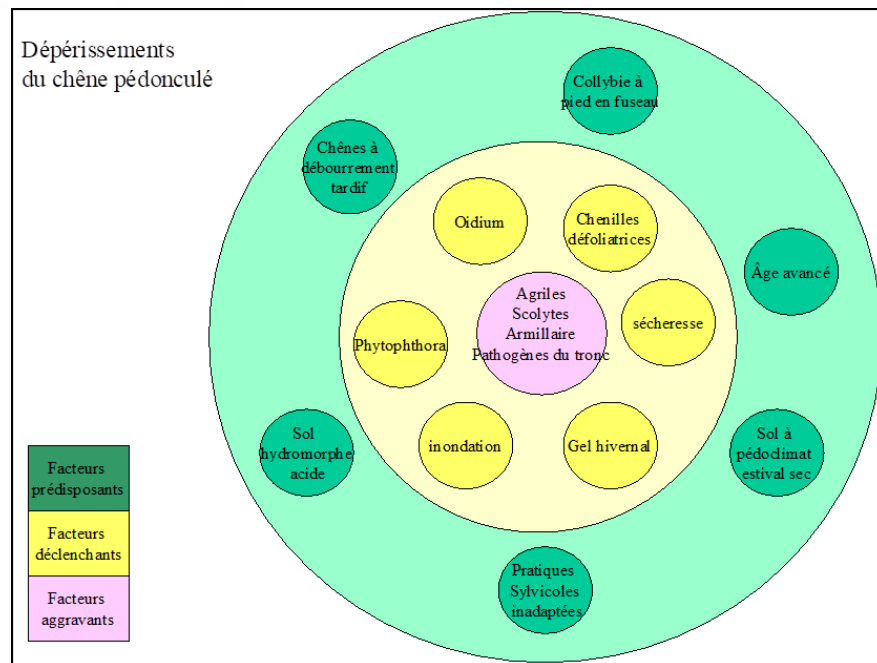 Dépérissements
du chêne pédonculé
Collybie à
pied en fuseau
Chênes à
débourrement
tardif
Oidium
Chenilles
défoliatrices
Âge avancé
Agriles
Scolytes
Armillaire
Pathogènes du tronc
sécheresse
Phytophthora
Sol
hydromorphe
acide
inondation
Gel hivernal
Sol à
pédoclimat
estival sec
Pratiques
Sylvicoles
inadaptées
Facteurs
prédisposants
Facteurs
déclenchants
Facteurs
aggravants